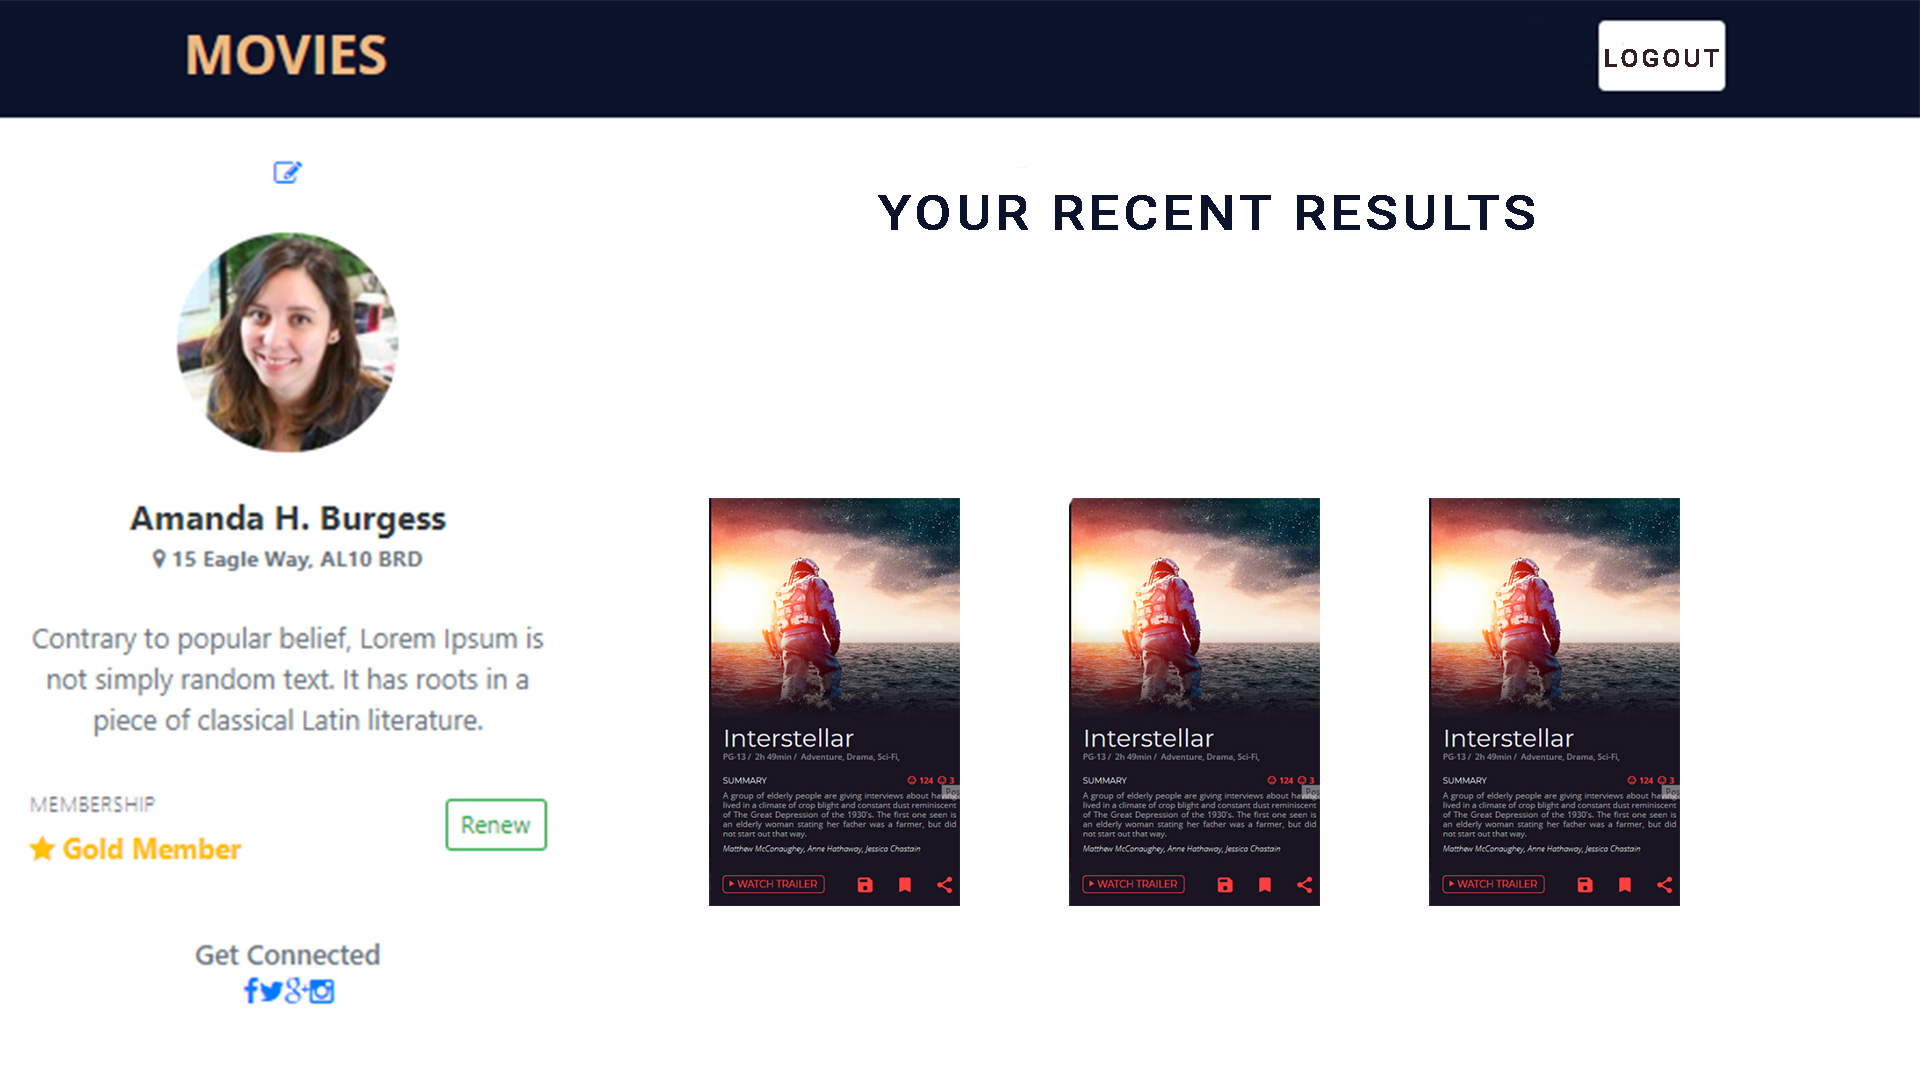 MOVIES
LOGOUT
YOUR RECENT RESULTS
Amanda H. Burgess
15 Eagle Way, AL10 BRD
Contrary to popular belief, Lorem Ipsum is
not simply random text. It has roots in a
piece of classical Latin literature.
MEMBERSHIP
Gold Member
Renew
Get Connected
Interstellar
PG-13 / 2h 49min / Adventure, Drama, Sci-Fi,
SUMMARY
124 3
Pos
A group of elderly people are giving interviews about having
lived in a climate of crop blight and constant dust reminiscent
of The Great Depression of the 1930's. The first one seen is
an elderly woman stating her father was a farmer, but did
not start out that way.
Matthew McConaughey, Anne Hathaway, Jessica Chastain
WATCH TRAILER
Interstellar
PG-13 / 2h 49min / Adventure, Drama, Sci-Fi,
SUMMARY
124 3
Pos
A group of elderly people are giving interviews about having
lived in a climate of crop blight and constant dust reminiscent
of The Great Depression of the 1930's. The first one seen is
an elderly woman stating her father was a farmer, but did
not start out that way.
Matthew McConaughey, Anne Hathaway, Jessica Chastain
WATCH TRAILER
Interstellar
PG-13 / 2h 49min / Adventure, Drama, Sci-Fi,
SUMMARY
124 3
Pos
A group of elderly people are giving interviews about having
lived in a climate of crop blight and constant dust reminiscent
of The Great Depression of the 1930's. The first one seen is
an elderly woman stating her father was a farmer, but did
not start out that way.
Matthew McConaughey, Anne Hathaway, Jessica Chastain
WATCH TRAILER